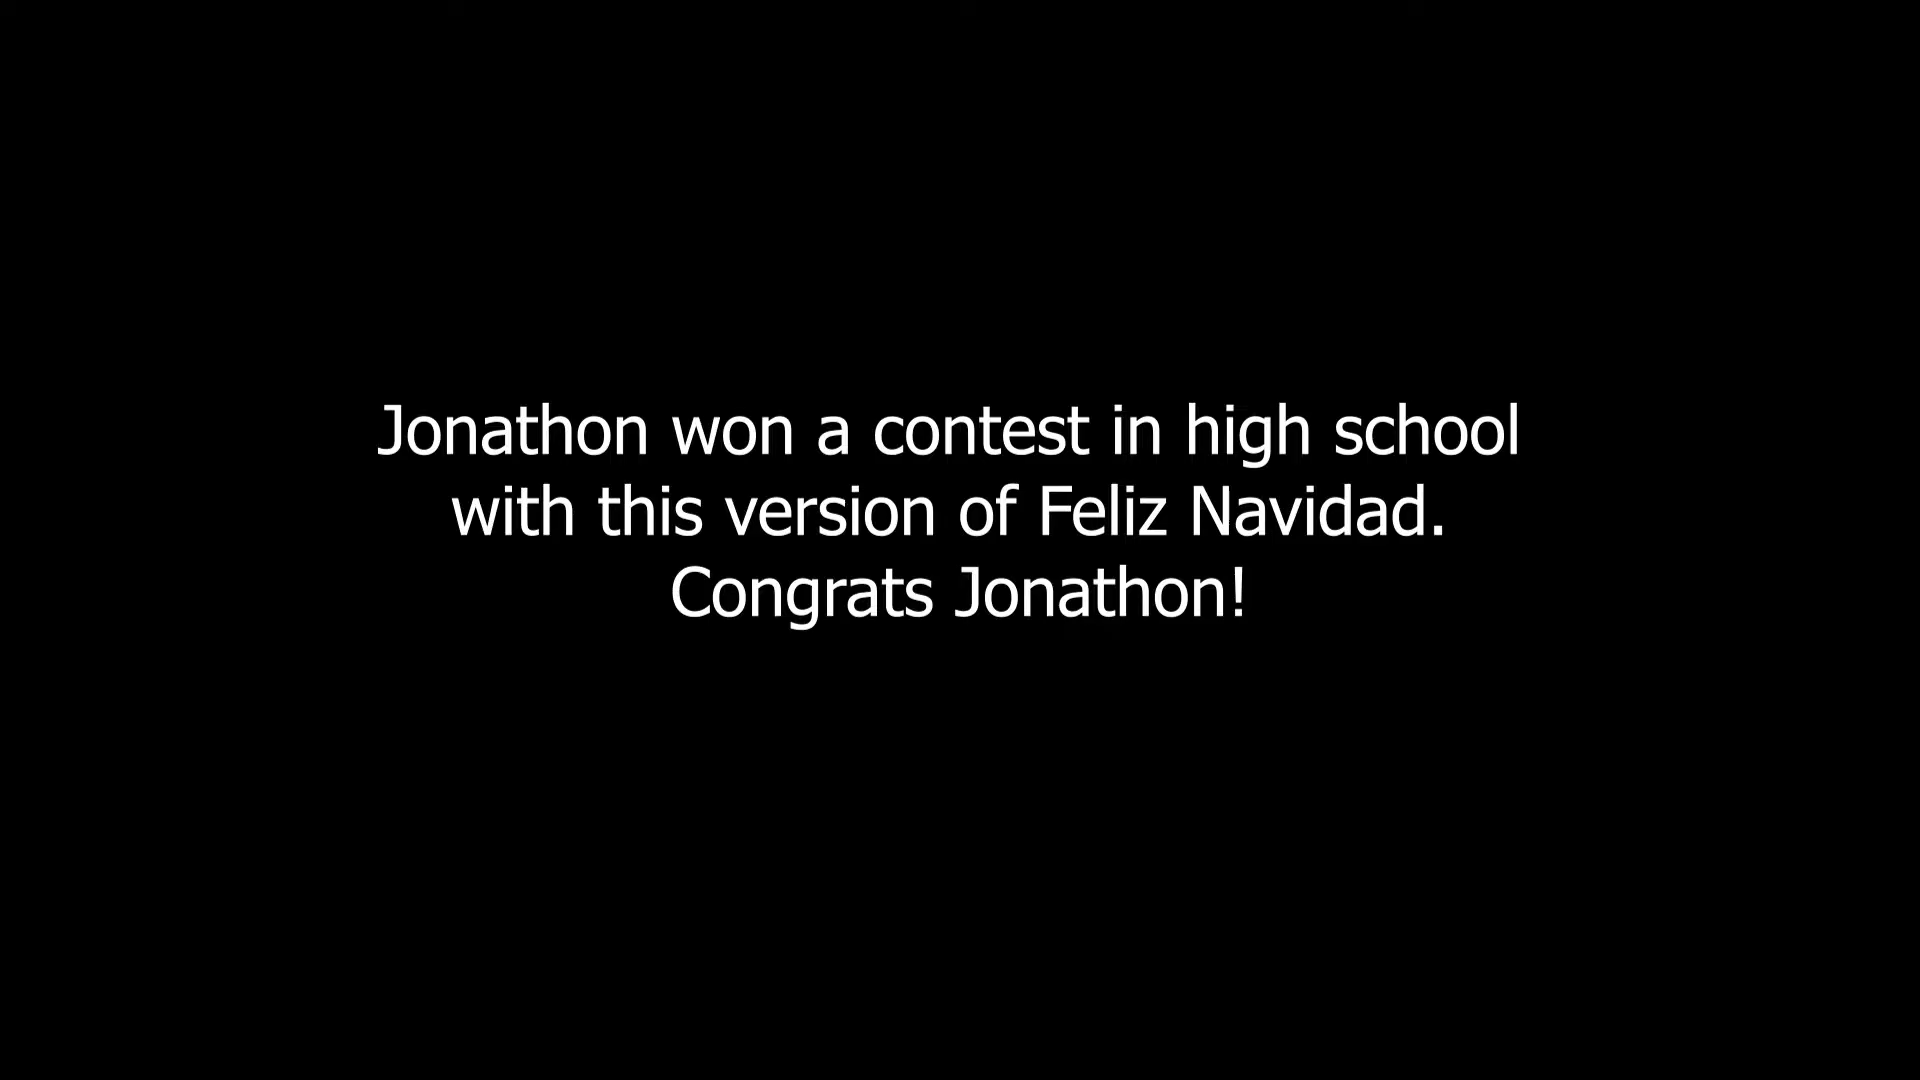 Jonathon won a contest in high school
with this version of Feliz Navidad.
Congrats Jonathon!